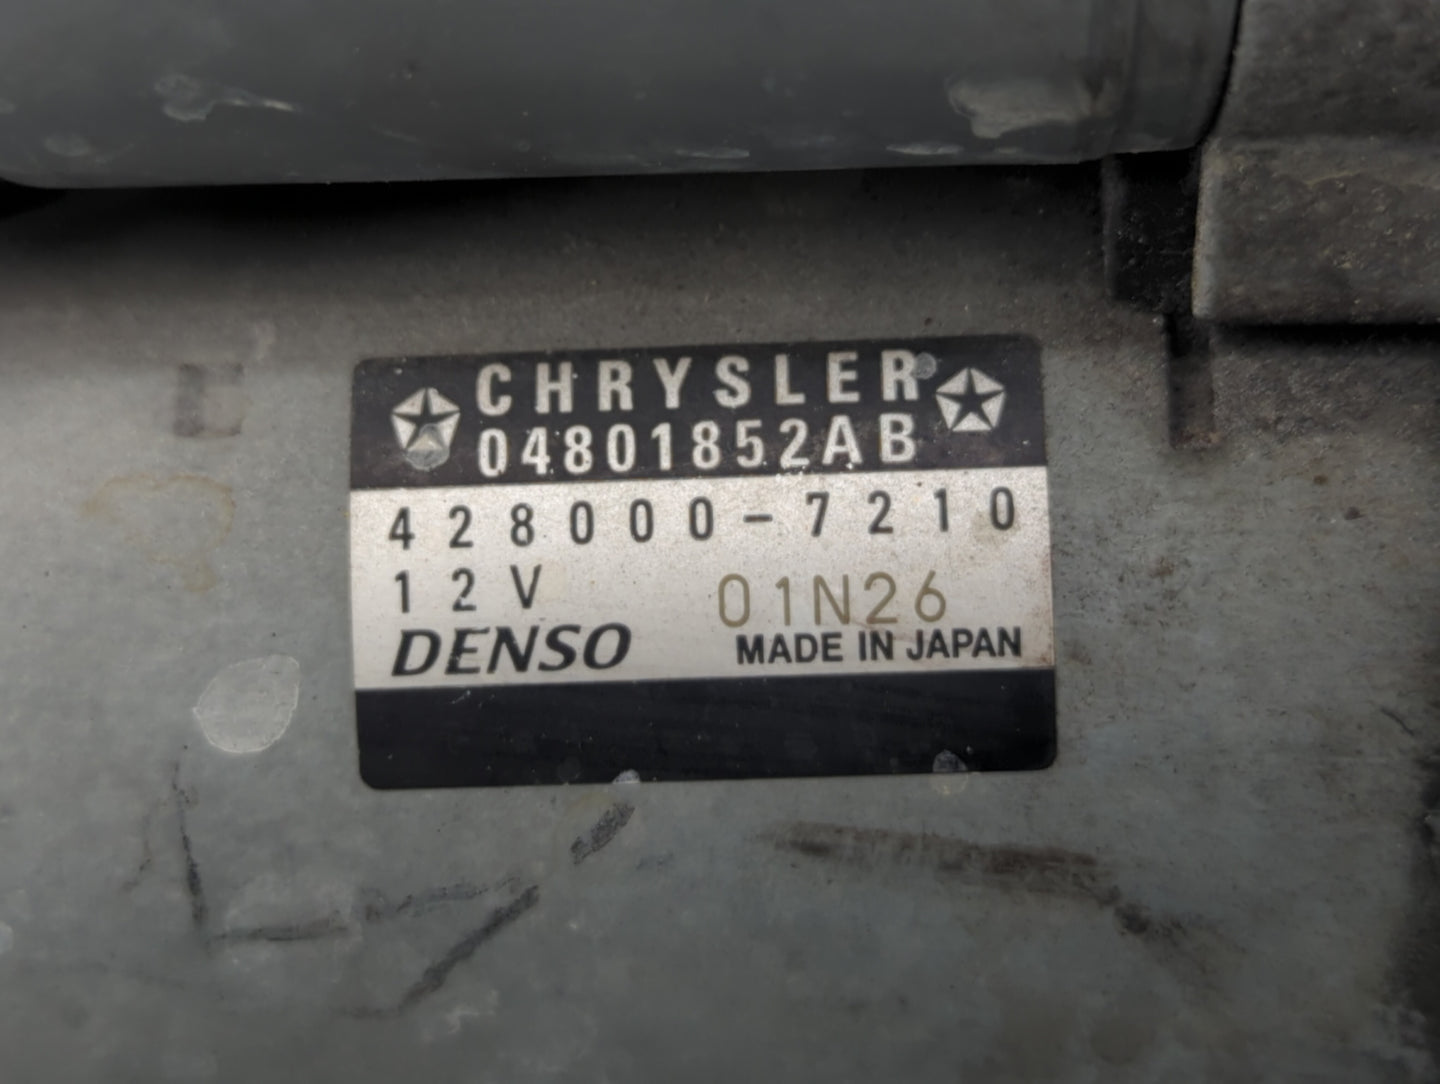 CHRYSLER
04801852AB
428000-7210
12V 01N26
DENSO MADE IN JAPAN